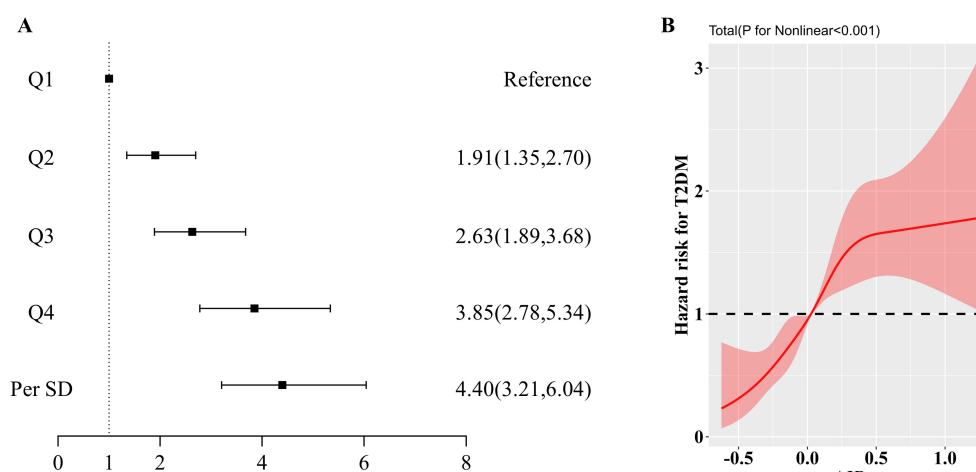 A
Q1 Reference
Q2 1.91(1.35,2.70)
Q3 2.63(1.89,3.68)
Q4 3.85(2.78,5.34)
Per SD 4.40(3.21,6.04)
0 1 2 4 6 8
B
Total(P for Nonlinear<0.001)
Hazard risk for T2DM
3
2
1
0
-0.5 0.0 0.5 1.0